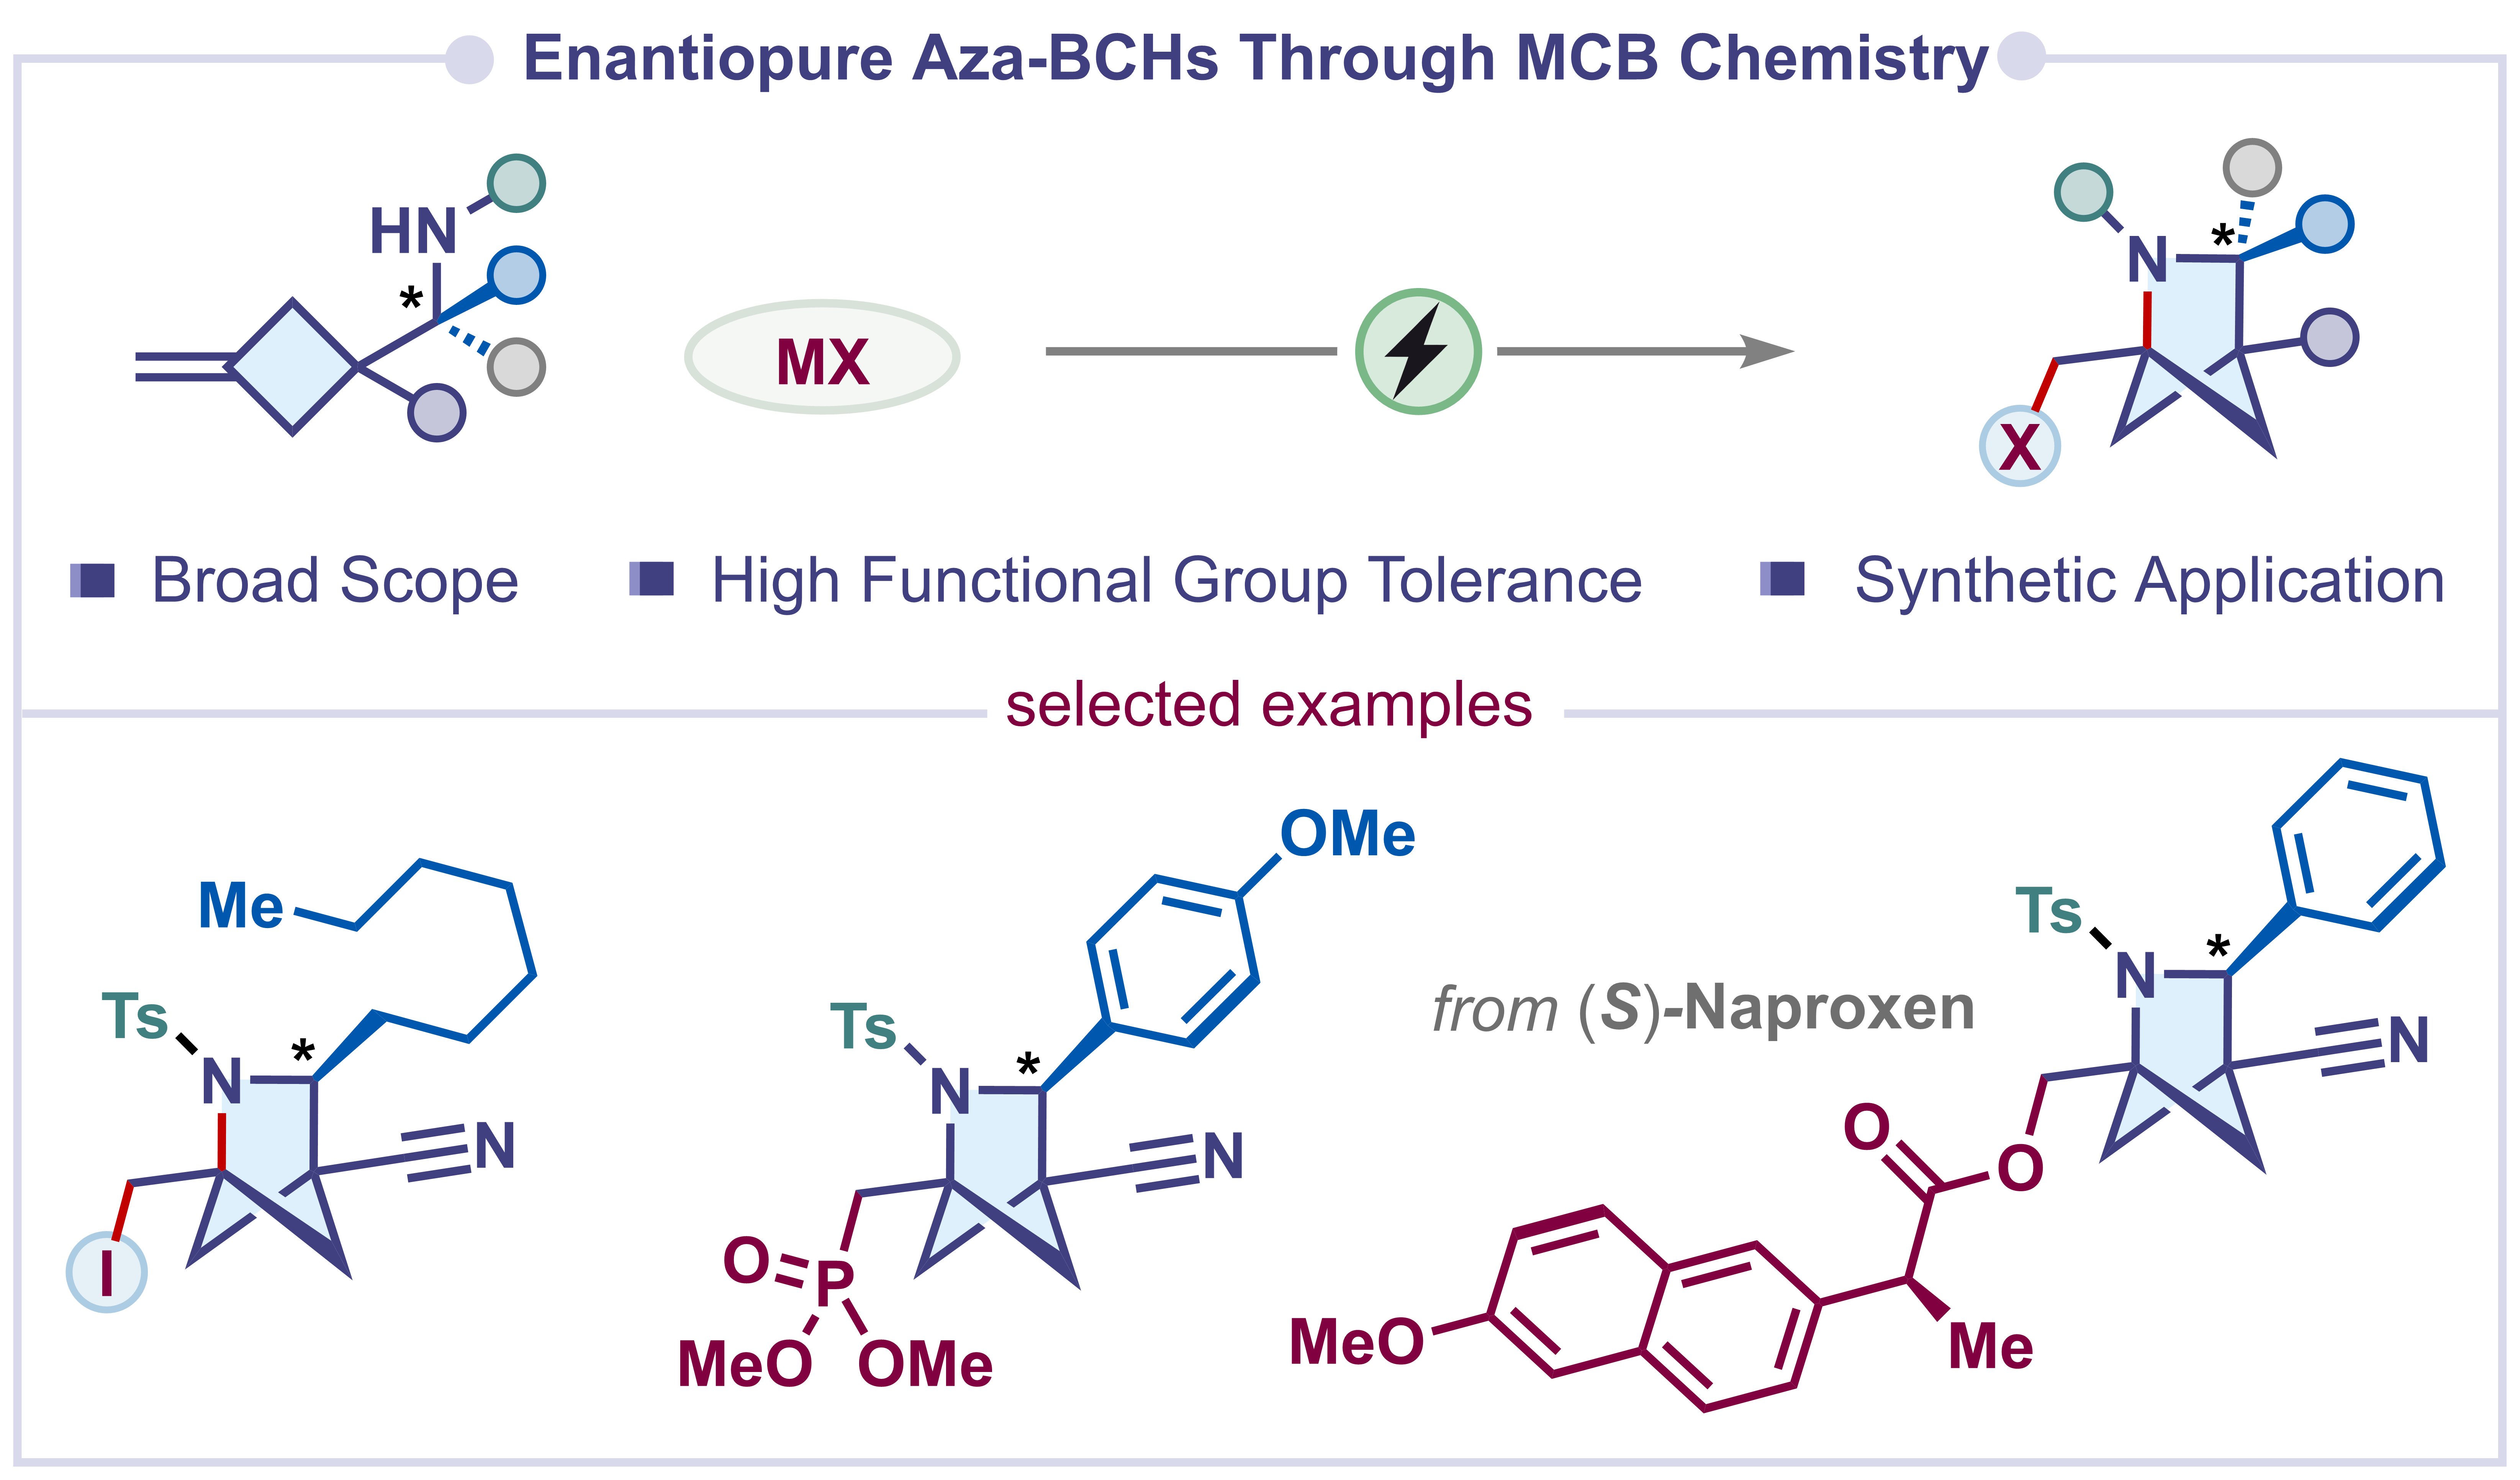 Enantiopure Aza-BCHs Through MCB Chemistry
HN
*
MX
N
*
X
Broad Scope
High Functional Group Tolerance
Synthetic Application
selected examples
Me
Ts
N
*
N
I
OMe
Ts
N
*
N
O
P
MeO
OMe
from (S)-Naproxen
Ts
N
*
N
O
O
MeO
Me